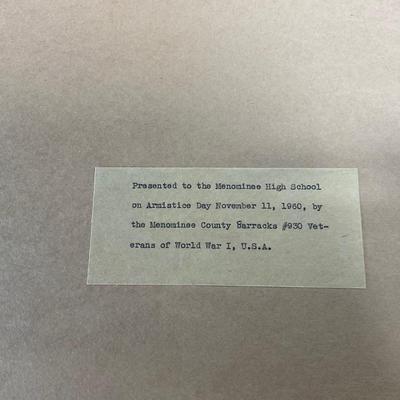 Presented to the Menominee High School
on Armistice Day November 11, 1960, by
the Menominee County Barracks #930 Vet-
erans of World War I, U.S.A.